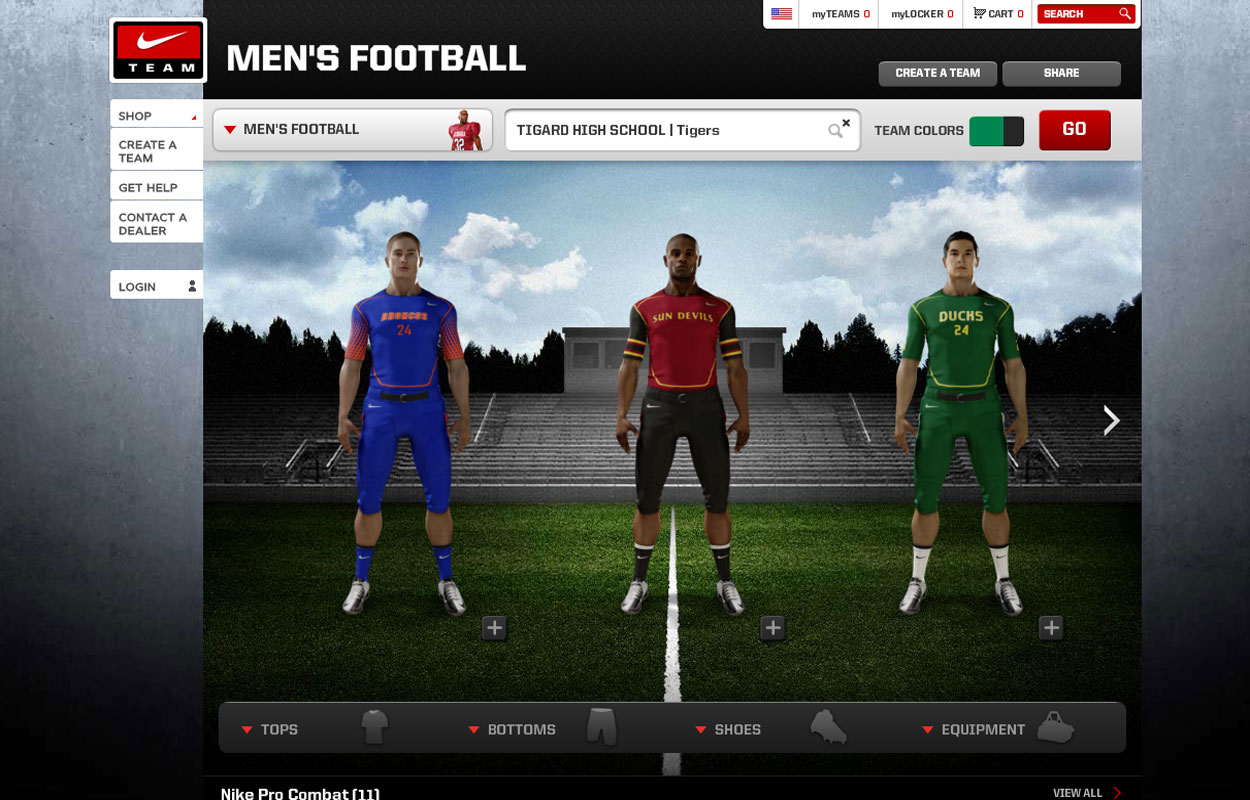 myTEAMS 0
myLOCKER 0
CART 0
SEARCH
TEAM
MEN'S FOOTBALL
CREATE A TEAM
SHARE
SHOP
CREATE A
TEAM
GET HELP
CONTACT A
DEALER
LOGIN
MEN'S FOOTBALL
32
TIGARD HIGH SCHOOL | Tigers
TEAM COLORS
GO
BRONCOS
24
SUN DEVILS
DUCKS
24
TOPS
BOTTOMS
SHOES
EQUIPMENT
Nike Pro Combat (11)
VIEW ALL